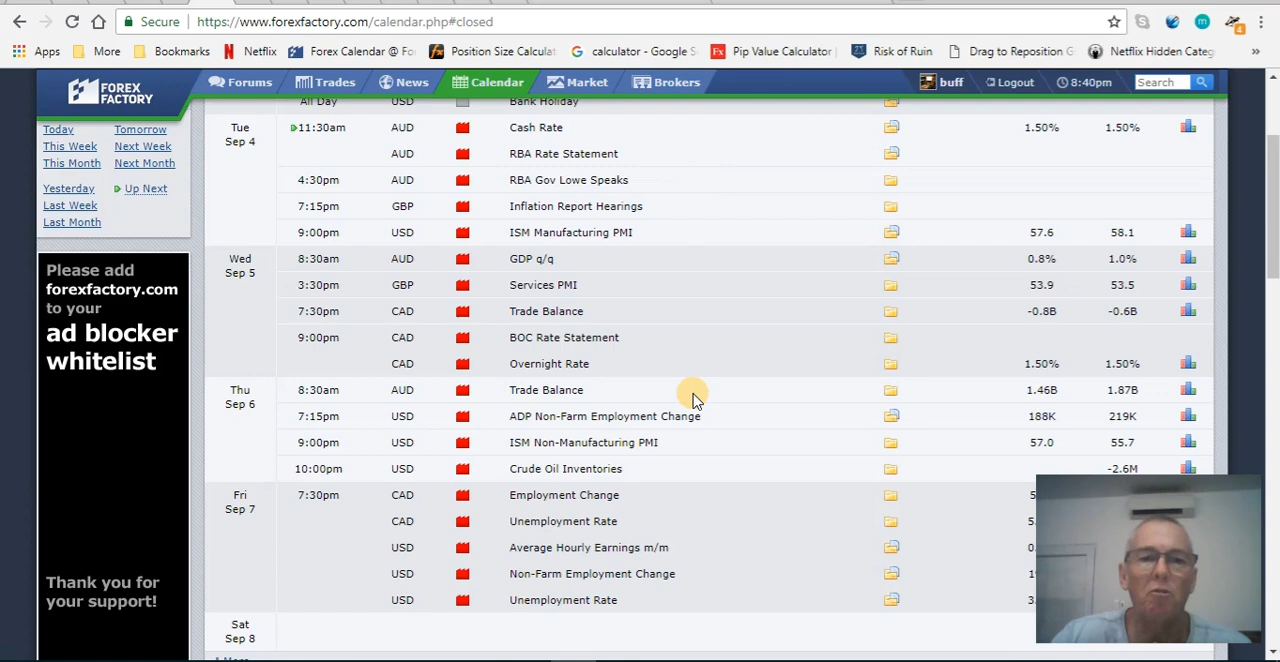 Secure https://www.forexfactory.com/calendar.php#closed
Apps More Bookmarks Netflix Forex Calendar @ Fo Position Size Calculat calculator - Google S Pip Value Calculator Risk of Ruin Drag to Reposition G Netflix Hidden Categ »
FOREX FACTORY Forums Trades News Calendar Market Brokers buff Logout 8:40pm Search
All Day USD Bank Holiday
Today Tomorrow
This Week Next Week
This Month Next Month
Yesterday Up Next
Last Week
Last Month
Please add
forexfactory.com
to your
ad blocker
whitelist
Thank you for
your support!
Tue Sep 4 11:30am AUD Cash Rate 1.50% 1.50%
AUD RBA Rate Statement
4:30pm AUD RBA Gov Lowe Speaks
7:15pm GBP Inflation Report Hearings
9:00pm USD ISM Manufacturing PMI 57.6 58.1
Wed Sep 5 8:30am AUD GDP q/q 0.8% 1.0%
3:30pm GBP Services PMI 53.9 53.5
7:30pm CAD Trade Balance -0.8B -0.6B
9:00pm CAD BOC Rate Statement
CAD Overnight Rate 1.50% 1.50%
Thu Sep 6 8:30am AUD Trade Balance 1.46B 1.87B
7:15pm USD ADP Non-Farm Employment Change 188K 219K
9:00pm USD ISM Non-Manufacturing PMI 57.0 55.7
10:00pm USD Crude Oil Inventories -2.6M
Fri Sep 7 7:30pm CAD Employment Change
CAD Unemployment Rate
USD Average Hourly Earnings m/m
USD Non-Farm Employment Change
USD Unemployment Rate
Sat Sep 8